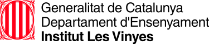 Generalitat de Catalunya
Departament d'Ensenyament
Institut Les Vinyes